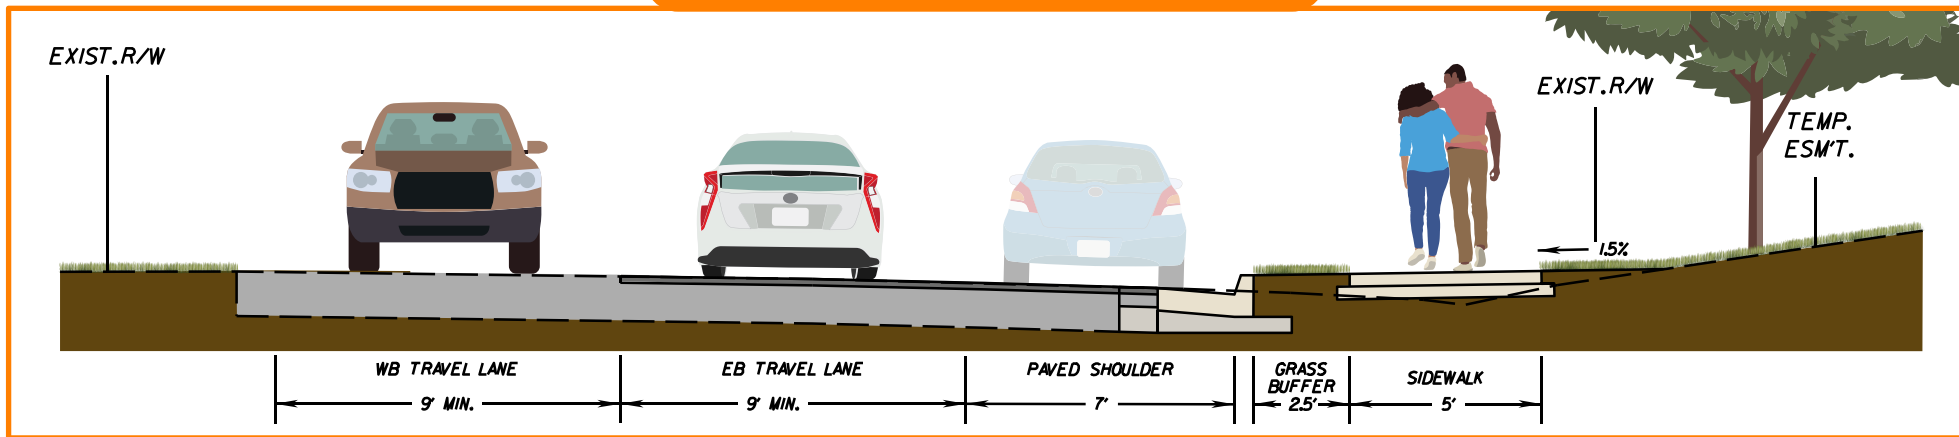 EXIST. R/W
EXIST. R/W
TEMP.
ESM'T.
1.5%
WB TRAVEL LANE
9' MIN.
EB TRAVEL LANE
9' MIN.
PAVED SHOULDER
7'
GRASS
BUFFER
2.5'
SIDEWALK
5'